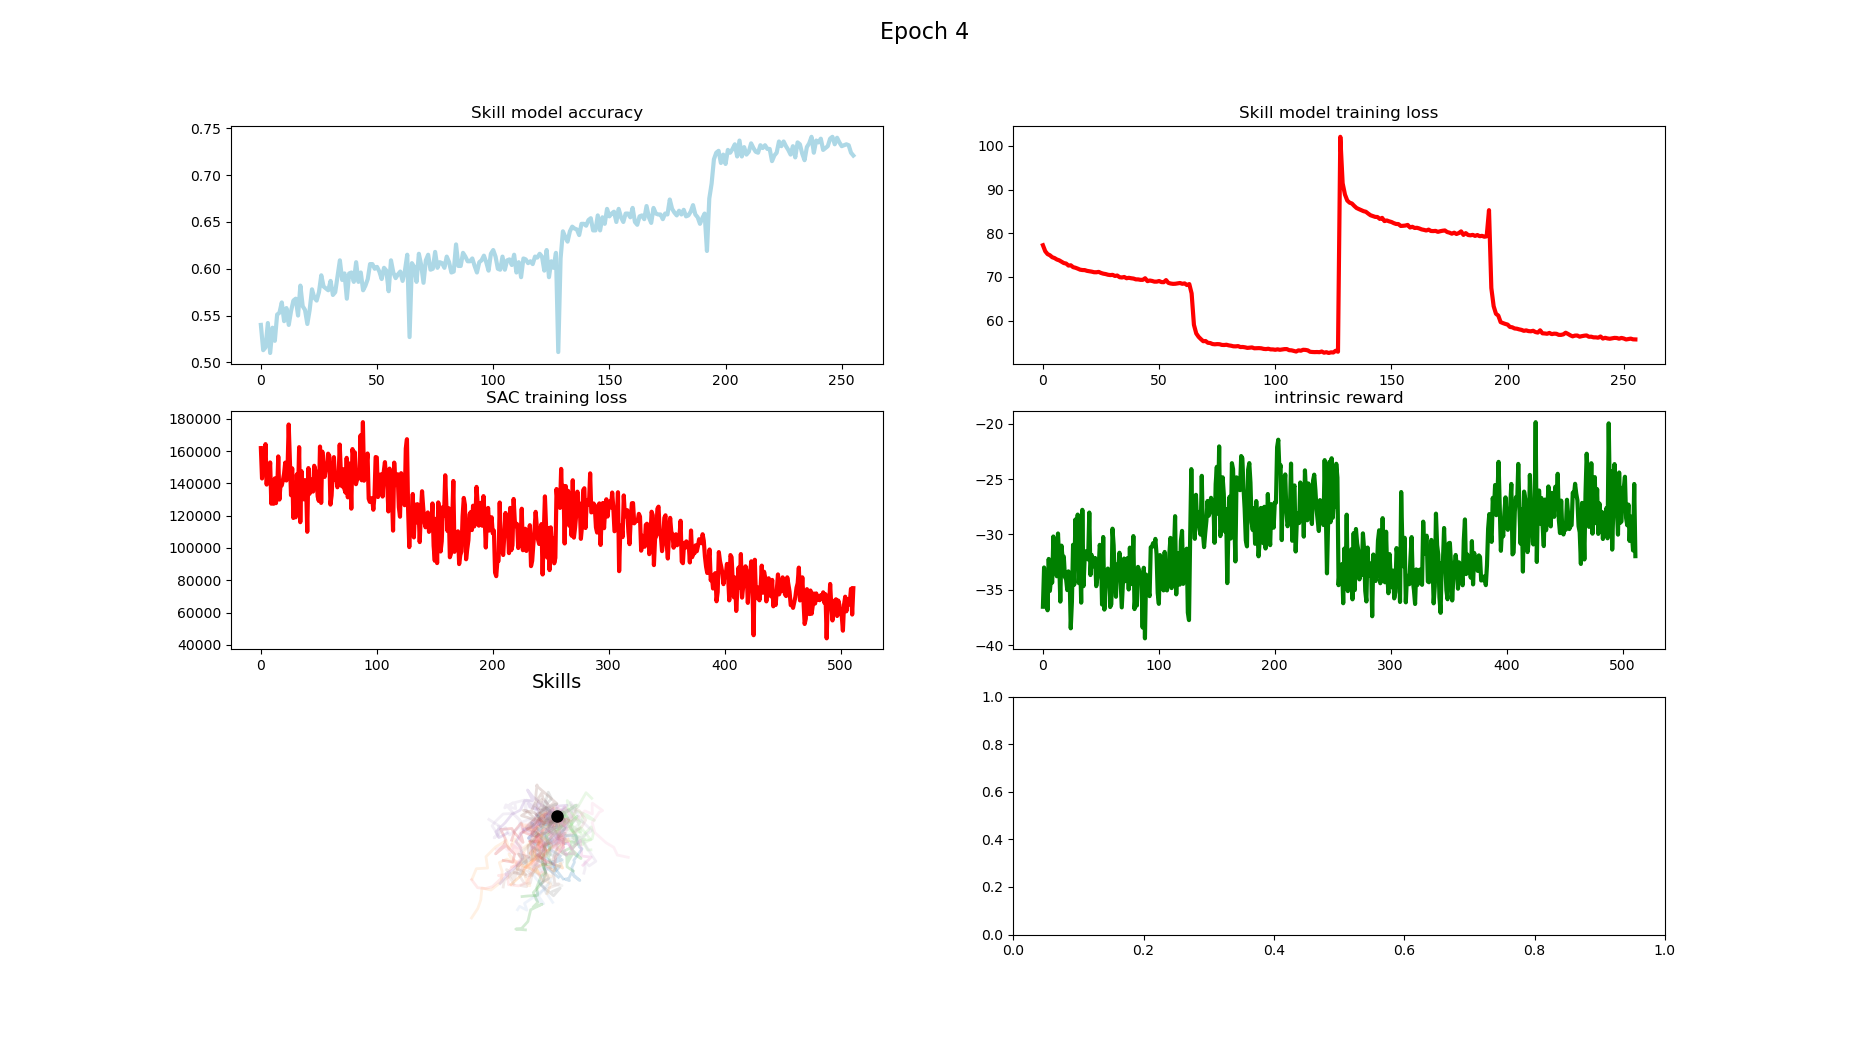 Epoch 4
Skill model accuracy
0.75
0.70
0.65
0.60
0.55
0.50
0 50 100 150 200 250
Skill model training loss
100
90
80
70
60
0 50 100 150 200 250
SAC training loss
180000
160000
140000
120000
100000
80000
60000
40000
0 100 200 300 400 500
intrinsic reward
−20
−25
−30
−35
−40
0 100 200 300 400 500
Skills
1.0
0.8
0.6
0.4
0.2
0.0
0.0 0.2 0.4 0.6 0.8 1.0